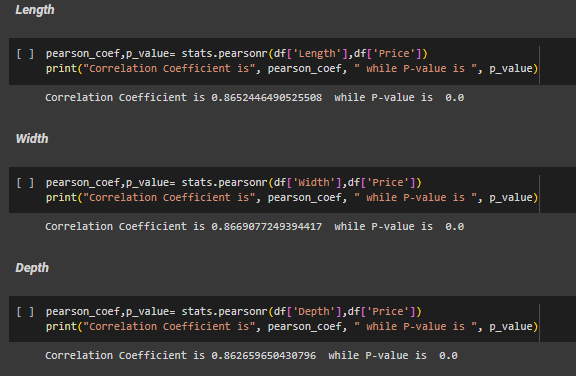 Length
[ ] pearson_coef,p_value= stats.pearsonr(df['Length'],df['Price'])
print("Correlation Coefficient is", pearson_coef, " while P-value is ", p_value)
Correlation Coefficient is 0.8652446490525508  while P-value is  0.0
Width
[ ] pearson_coef,p_value= stats.pearsonr(df['Width'],df['Price'])
print("Correlation Coefficient is", pearson_coef, " while P-value is ", p_value)
Correlation Coefficient is 0.8669077249394417  while P-value is  0.0
Depth
[ ] pearson_coef,p_value= stats.pearsonr(df['Depth'],df['Price'])
print("Correlation Coefficient is", pearson_coef, " while P-value is ", p_value)
Correlation Coefficient is 0.862659650430796  while P-value is  0.0